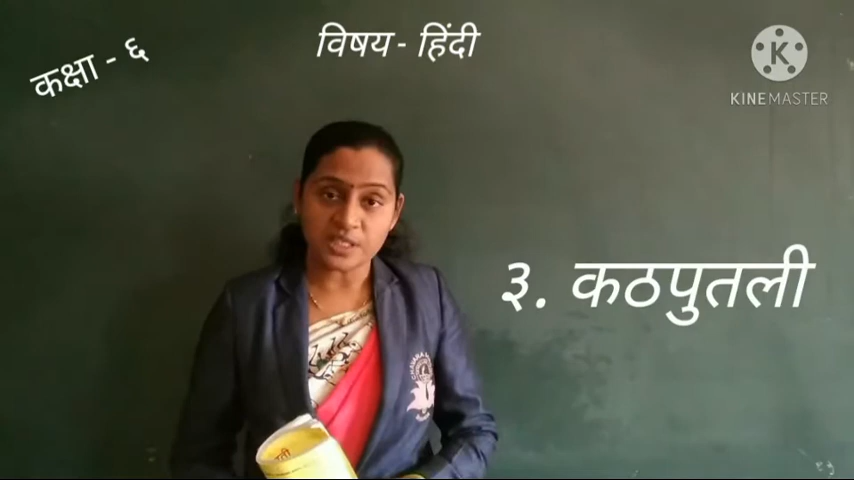 कक्षा - ६
विषय - हिंदी
KINEMASTER
३. कठपुतली